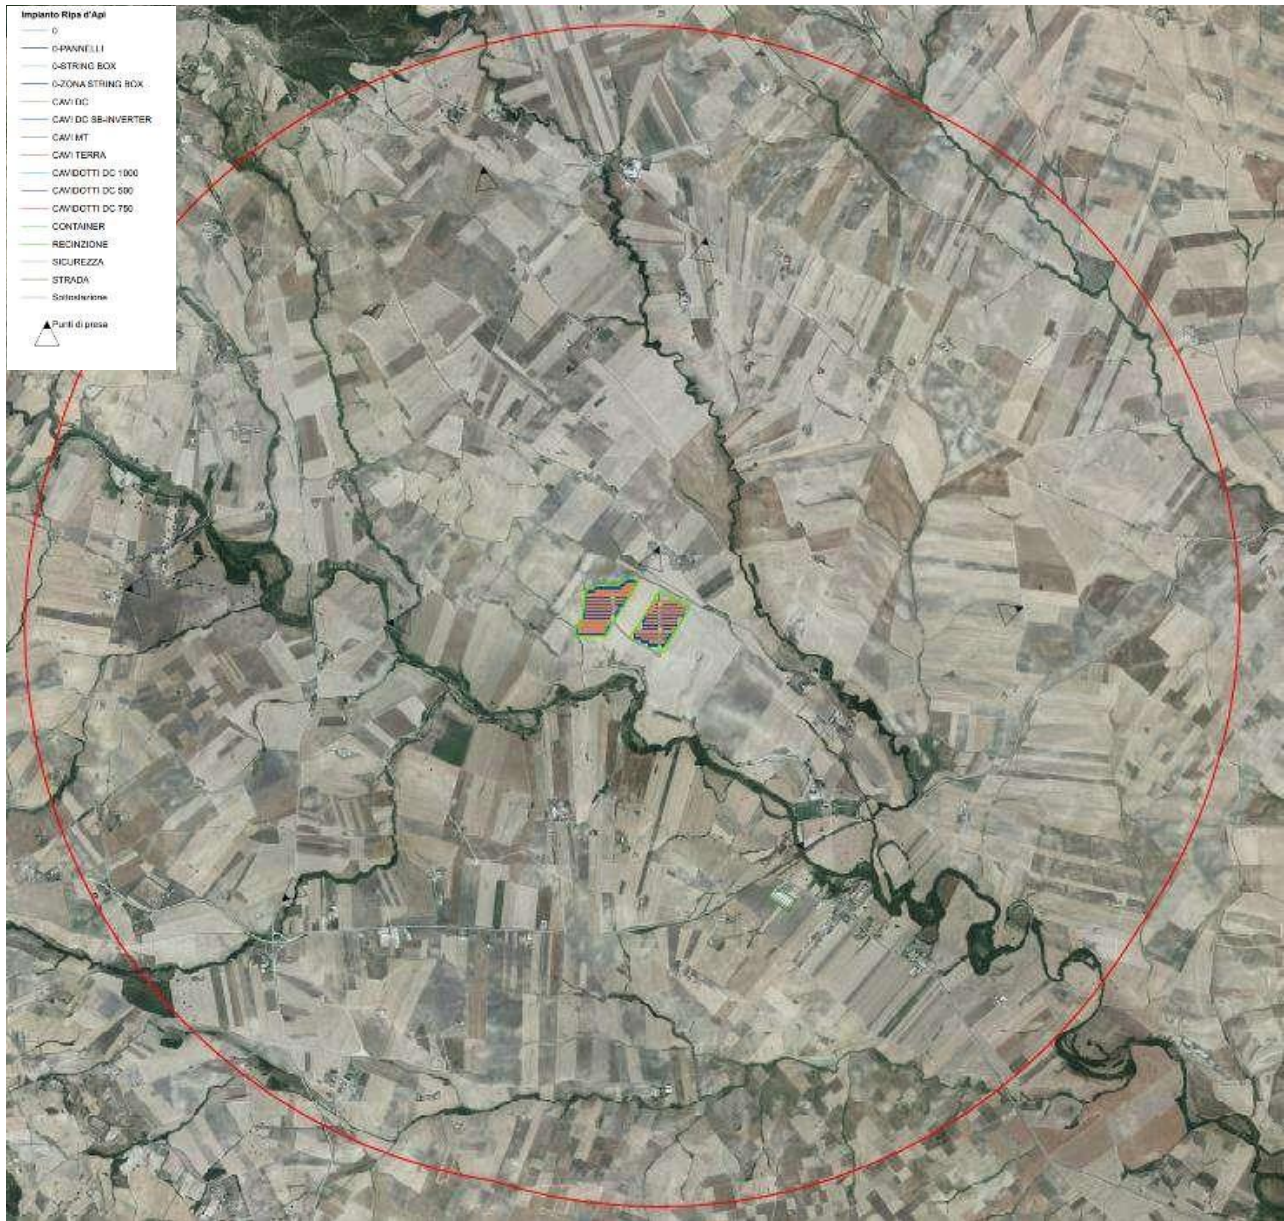 Impianto Ripa d'Api
0
0-PANNELLI
0-STRING BOX
0-ZONA STRING BOX
CAVI DC
CAVI DC SB-INVERTER
CAVI MT
CAVI TERRA
CAVIDOTTI DC 1000
CAVIDOTTI DC 500
CAVIDOTTI DC 750
CONTAINER
RECINZIONE
SICUREZZA
STRADA
Sottostazione
Punti di presa